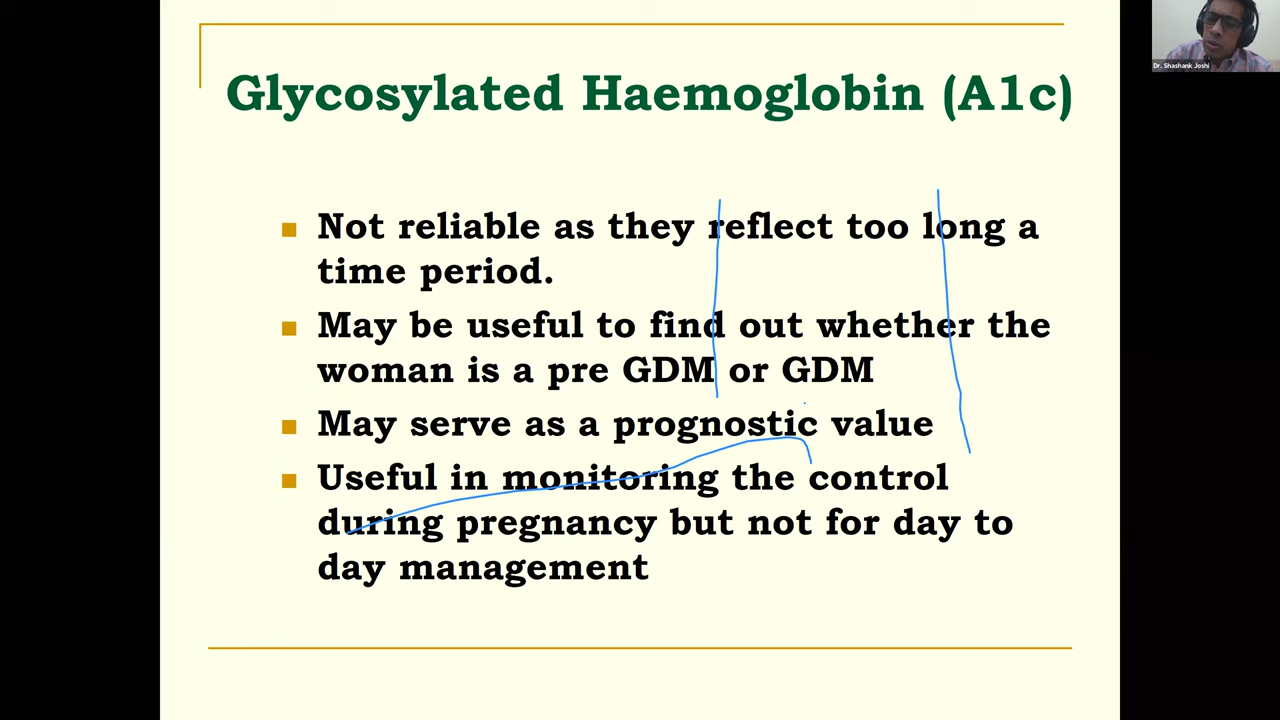 Glycosylated Haemoglobin (A1c)
Not reliable as they reflect too long a
time period.
May be useful to find out whether the
woman is a pre GDM or GDM
May serve as a prognostic value
Useful in monitoring the control
during pregnancy but not for day to
day management
Dr. Shashank Joshi